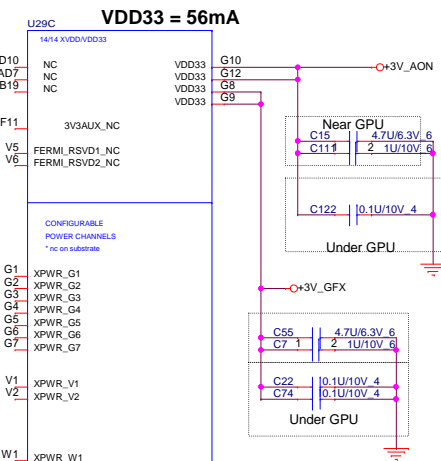 VDD33 = 56mA
U29C
14/14 XVDD/VDD33
D10 NC VDD33 G10 +3V_AON
AD7 NC VDD33 G12
B19 NC VDD33 G8
VDD33 G9
F11 3V3AUX_NC
Near GPU
C15 4.7U/6.3V_6
C111 1 2 1U/10V_6
V5 FERMI_RSVD1_NC
V6 FERMI_RSVD2_NC
C122 0.1U/10V_4
Under GPU
CONFIGURABLE
POWER CHANNELS
* nc on substrate
G1 XPWR_G1
G2 XPWR_G2
G3 XPWR_G3
G4 XPWR_G4
G5 XPWR_G5
G6 XPWR_G6
G7 XPWR_G7
+3V_GFX
C55 4.7U/6.3V_6
C7 1 2 1U/10V_6
V1 XPWR_V1
V2 XPWR_V2
C22 0.1U/10V_4
C74 0.1U/10V_4
Under GPU
W1 XPWR_W1